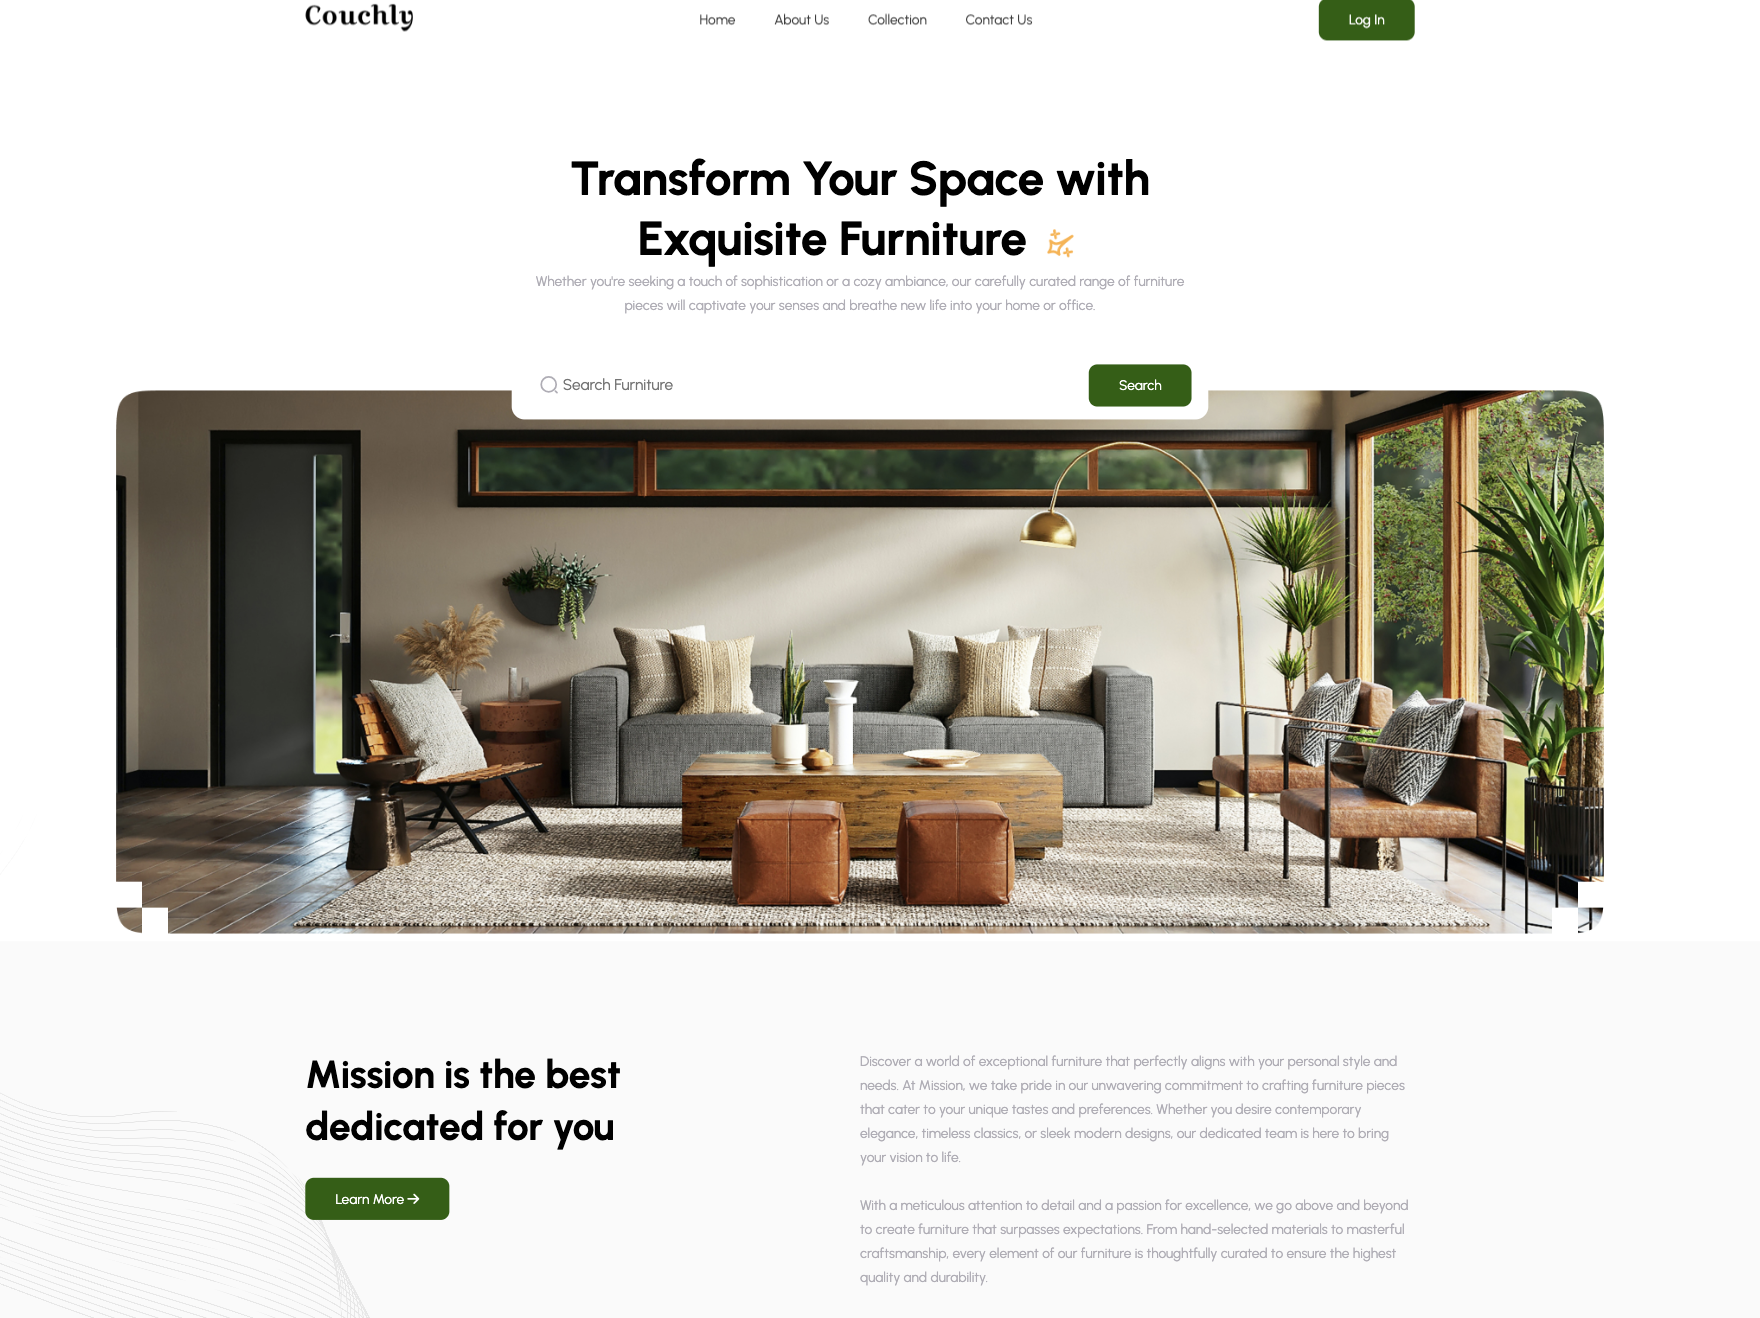 Couchly
Home
About Us
Collection
Contact Us
Log In
Transform Your Space with
Exquisite Furniture
Whether you're seeking a touch of sophistication or a cozy ambiance, our carefully curated range of furniture
pieces will captivate your senses and breathe new life into your home or office.
Search Furniture
Search
Mission is the best
dedicated for you
Learn More →
Discover a world of exceptional furniture that perfectly aligns with your personal style and
needs. At Mission, we take pride in our unwavering commitment to crafting furniture pieces
that cater to your unique tastes and preferences. Whether you desire contemporary
elegance, timeless classics, or sleek modern designs, our dedicated team is here to bring
your vision to life.
With a meticulous attention to detail and a passion for excellence, we go above and beyond
to create furniture that surpasses expectations. From hand-selected materials to masterful
craftsmanship, every element of our furniture is thoughtfully curated to ensure the highest
quality and durability.